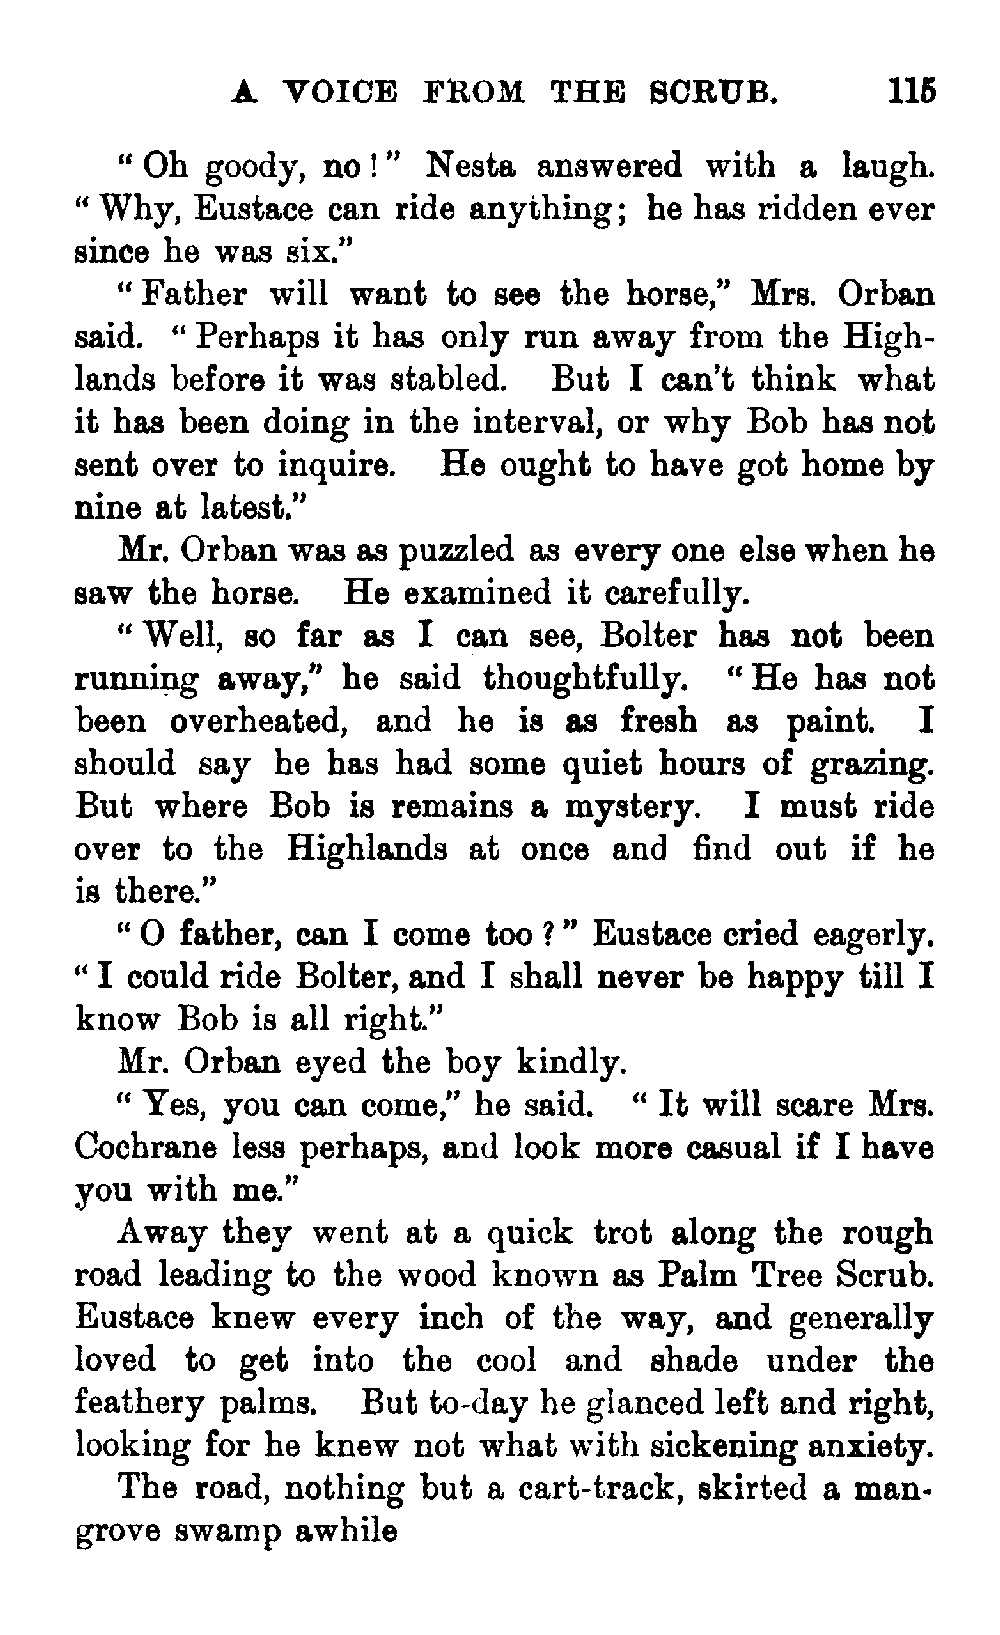 A VOICE FROM THE SCRUB. 115
“ Oh goody, no ! ” Nesta answered with a laugh.
“ Why, Eustace can ride anything ; he has ridden ever
since he was six.”
“ Father will want to see the horse,” Mrs. Orban
said. “ Perhaps it has only run away from the High-
lands before it was stabled. But I can’t think what
it has been doing in the interval, or why Bob has not
sent over to inquire. He ought to have got home by
nine at latest.”
Mr. Orban was as puzzled as every one else when he
saw the horse. He examined it carefully.
“ Well, so far as I can see, Bolter has not been
running away,” he said thoughtfully. “ He has not
been overheated, and he is as fresh as paint. I
should say he has had some quiet hours of grazing.
But where Bob is remains a mystery. I must ride
over to the Highlands at once and find out if he
is there.”
“ O father, can I come too ? ” Eustace cried eagerly.
“ I could ride Bolter, and I shall never be happy till I
know Bob is all right.”
Mr. Orban eyed the boy kindly.
“ Yes, you can come,” he said. “ It will scare Mrs.
Cochrane less perhaps, and look more casual if I have
you with me.”
Away they went at a quick trot along the rough
road leading to the wood known as Palm Tree Scrub.
Eustace knew every inch of the way, and generally
loved to get into the cool and shade under the
feathery palms. But to-day he glanced left and right,
looking for he knew not what with sickening anxiety.
The road, nothing but a cart-track, skirted a man-
grove swamp awhile